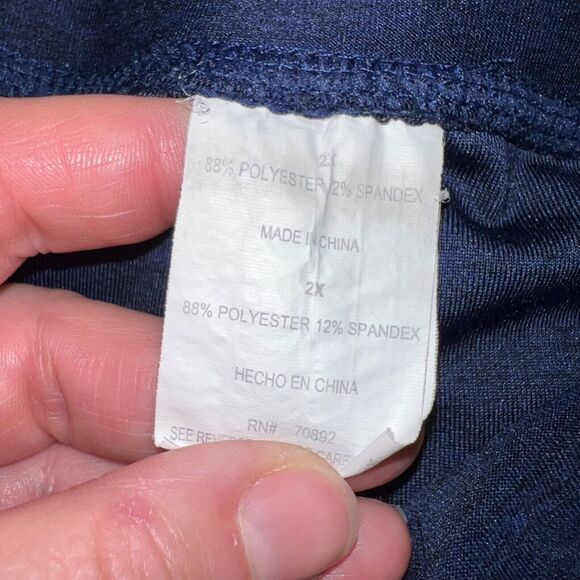 2X
88% POLYESTER 2% SPANDEX
MADE IN CHINA
2X
88% POLYESTER 12% SPANDEX
HECHO EN CHINA
RN# 70892
SEE CARE